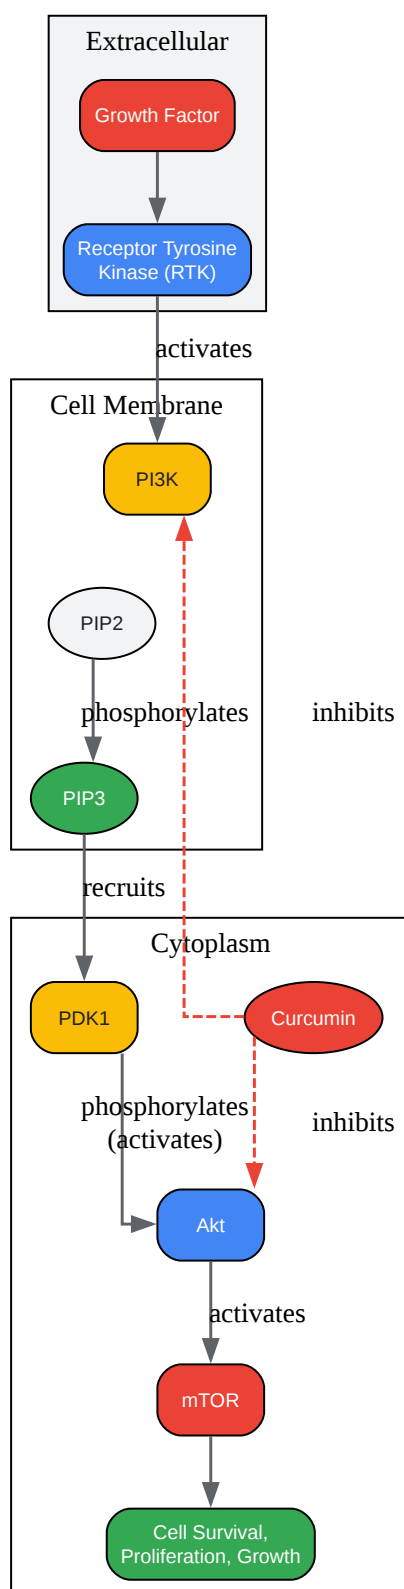 Extracellular
Growth Factor
Receptor Tyrosine
Kinase (RTK)
activates
Cell Membrane
PI3K
PIP2
phosphorylates
inhibits
PIP3
recruits
Cytoplasm
PDK1
Curcumin
phosphorylates
(activates)
inhibits
Akt
activates
mTOR
Cell Survival,
Proliferation, Growth